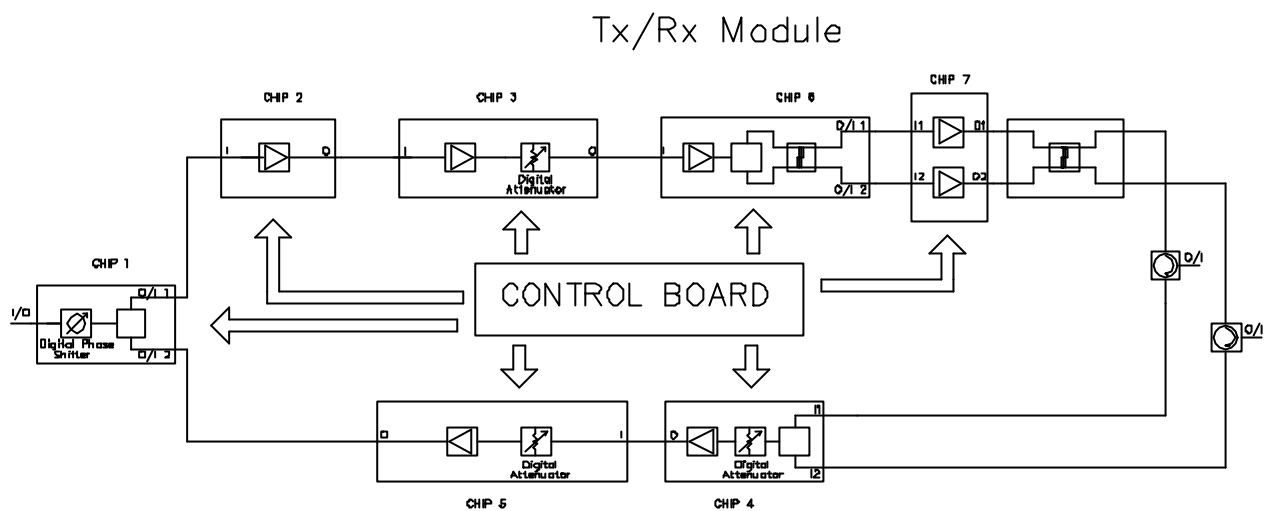 Tx/Rx Module
CHIP 7
CHIP 2
CHIP 3
CHIP 6
I
O
I
O
I
O/I 1
O/I 2
I1
O1
I2
O2
Digital
Attenuator
CHIP 1
O/I
CONTROL BOARD
I/O
O/I 1
O/I 2
Digital Phase
Shifter
O/I
O
I
O
I1
I2
Digital
Attenuator
Digital
Attenuator
CHIP 5
CHIP 4